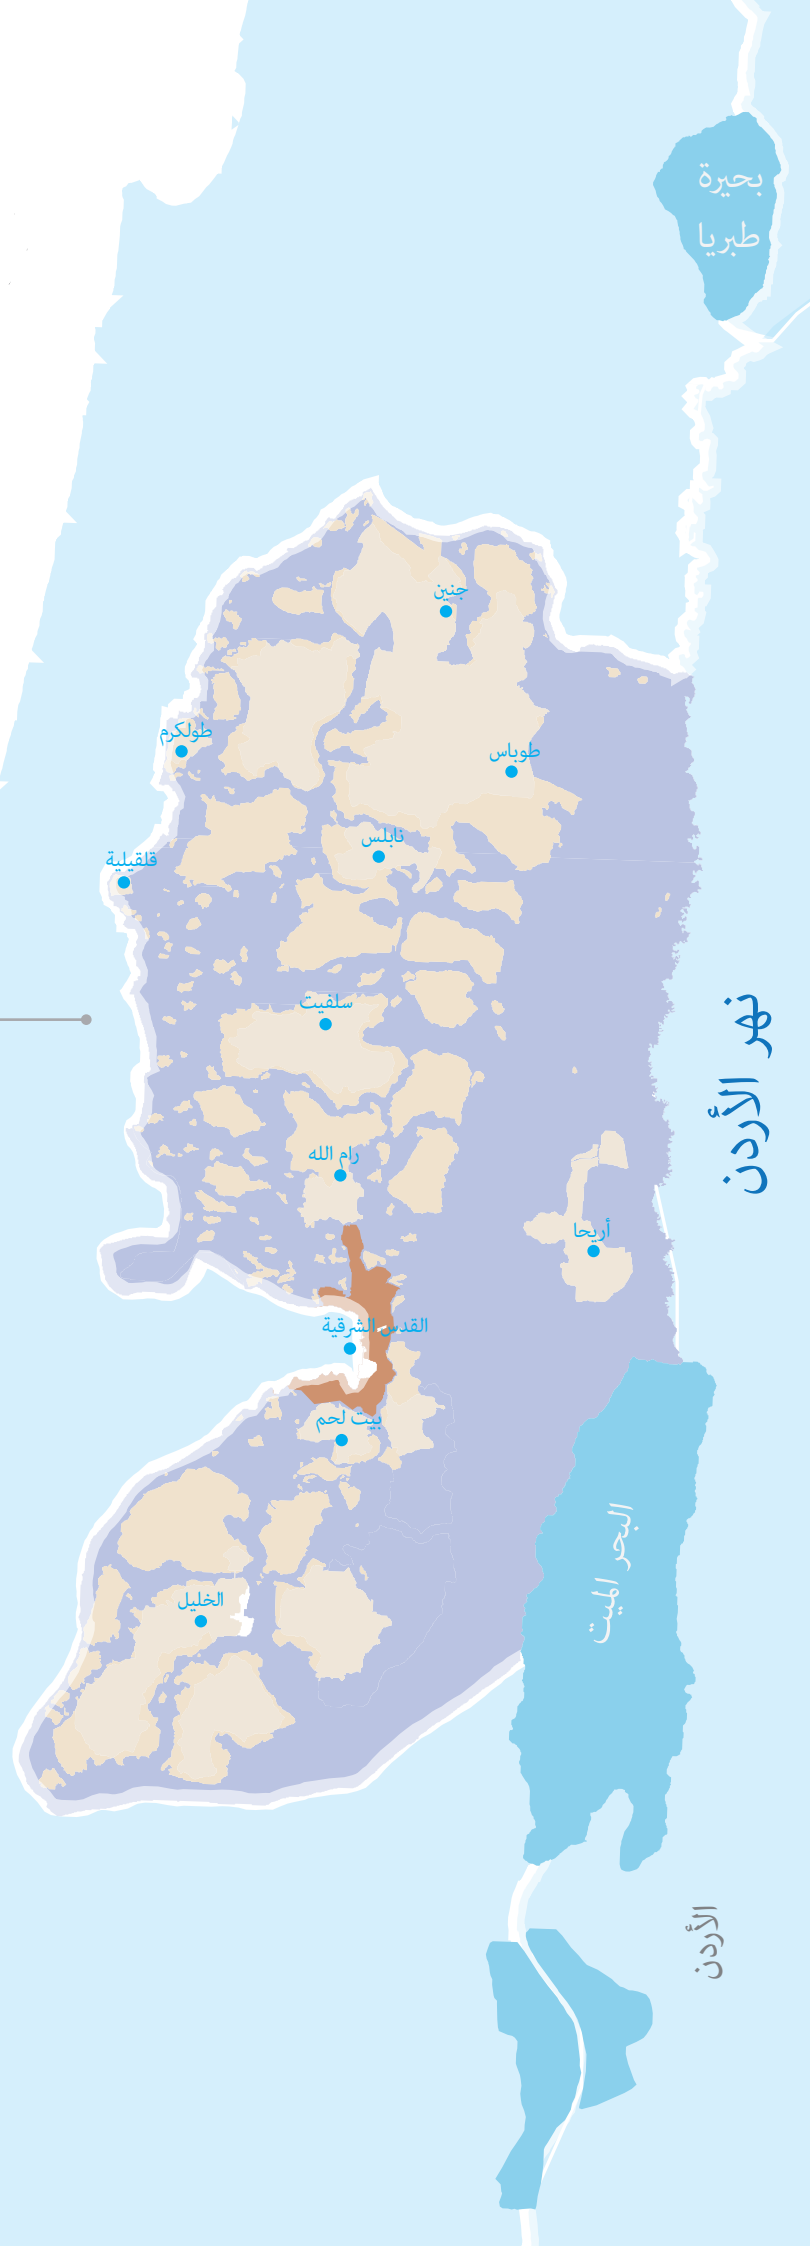 بحيرة
طبريا
جنين
طولكرم
طوباس
نابلس
قلقيلية
سلفيت
نهر الأردن
رام الله
أريحا
القدس الشرقية
بيت لحم
البحر الميت
الخليل
الأردن